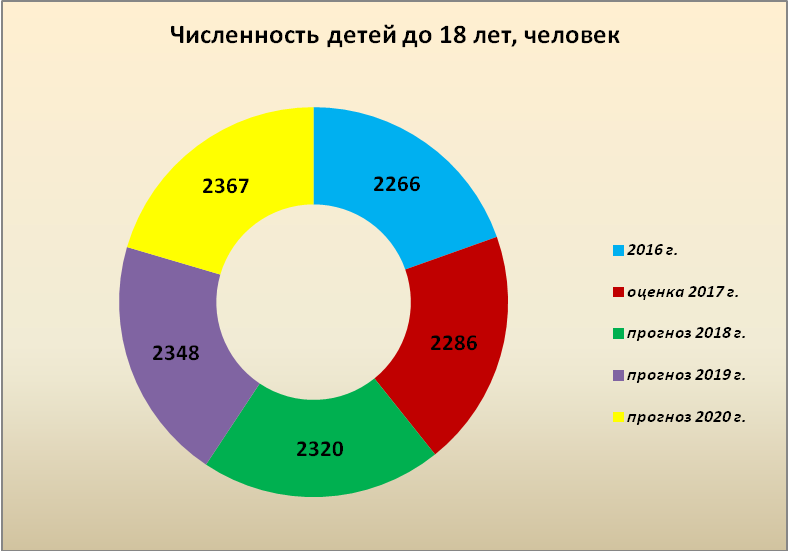 Численность детей до 18 лет, человек
2367
2266
2348
2286
2320
2016 г.
оценка 2017 г.
прогноз 2018 г.
прогноз 2019 г.
прогноз 2020 г.